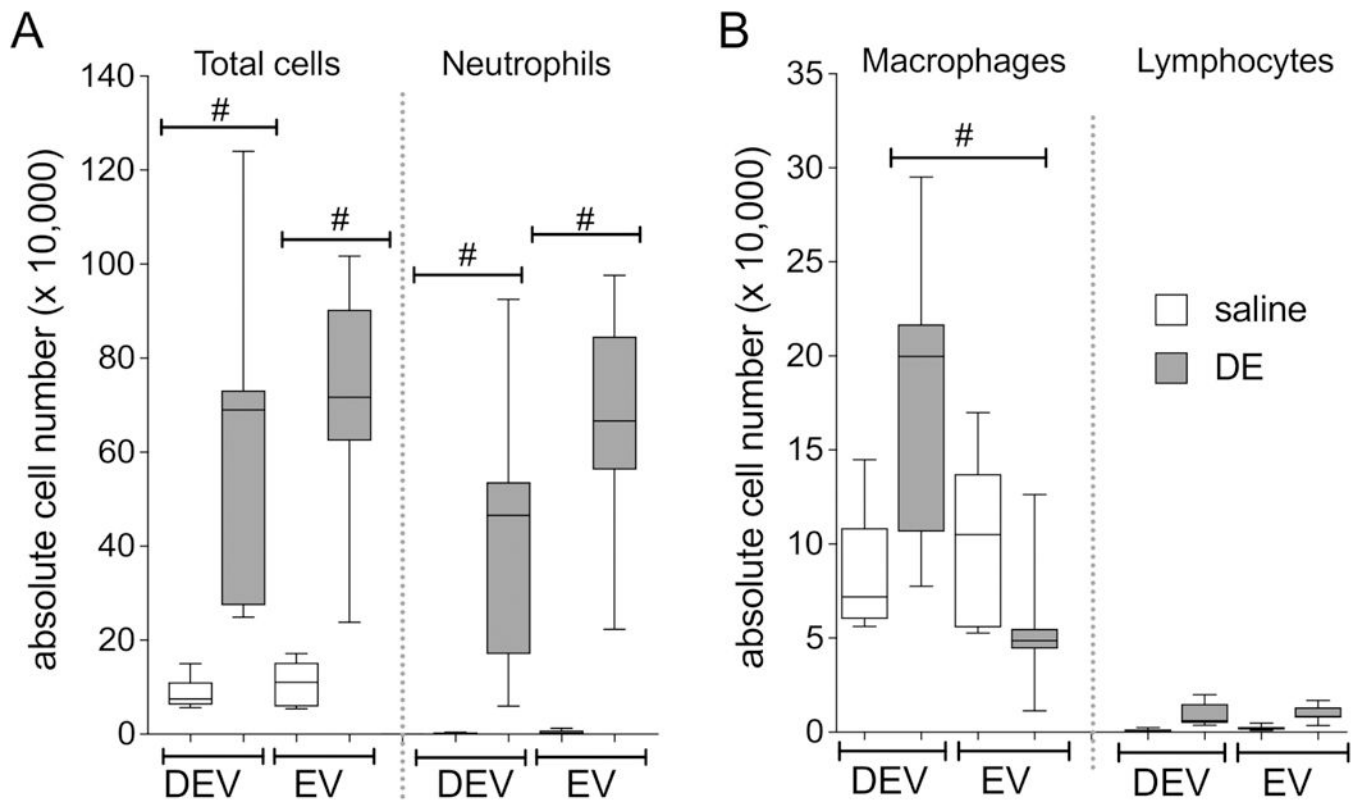 A
Total cells
Neutrophils
absolute cell number (x 10,000)
140
120
100
80
60
40
20
0
#
#
#
#
DEV
EV
DEV
EV
B
Macrophages
Lymphocytes
absolute cell number (x 10,000)
35
30
25
20
15
10
5
0
#
saline
DE
DEV
EV
DEV
EV